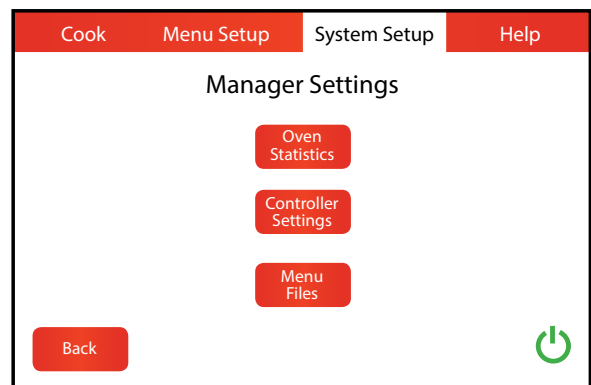 Cook Menu Setup System Setup Help
Manager Settings
Oven
Statistics
Controller
Settings
Menu
Files
Back